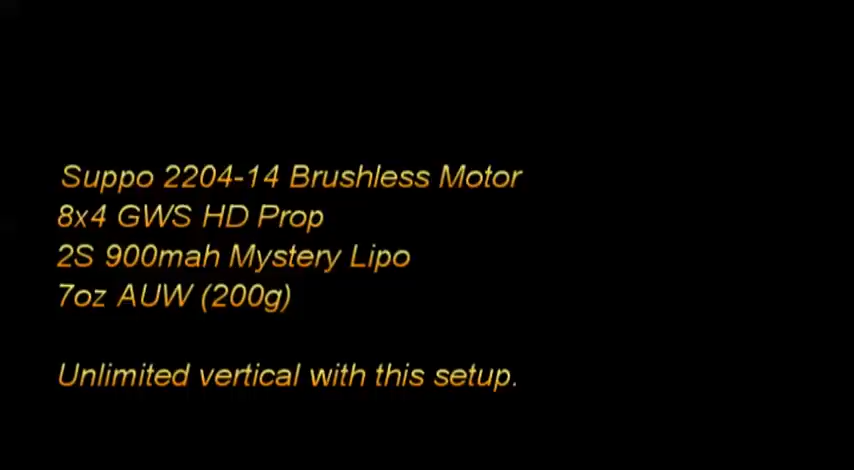 Suppo 2204-14 Brushless Motor
8x4 GWS HD Prop
2S 900mah Mystery Lipo
7oz AUW (200g)
Unlimited vertical with this setup.